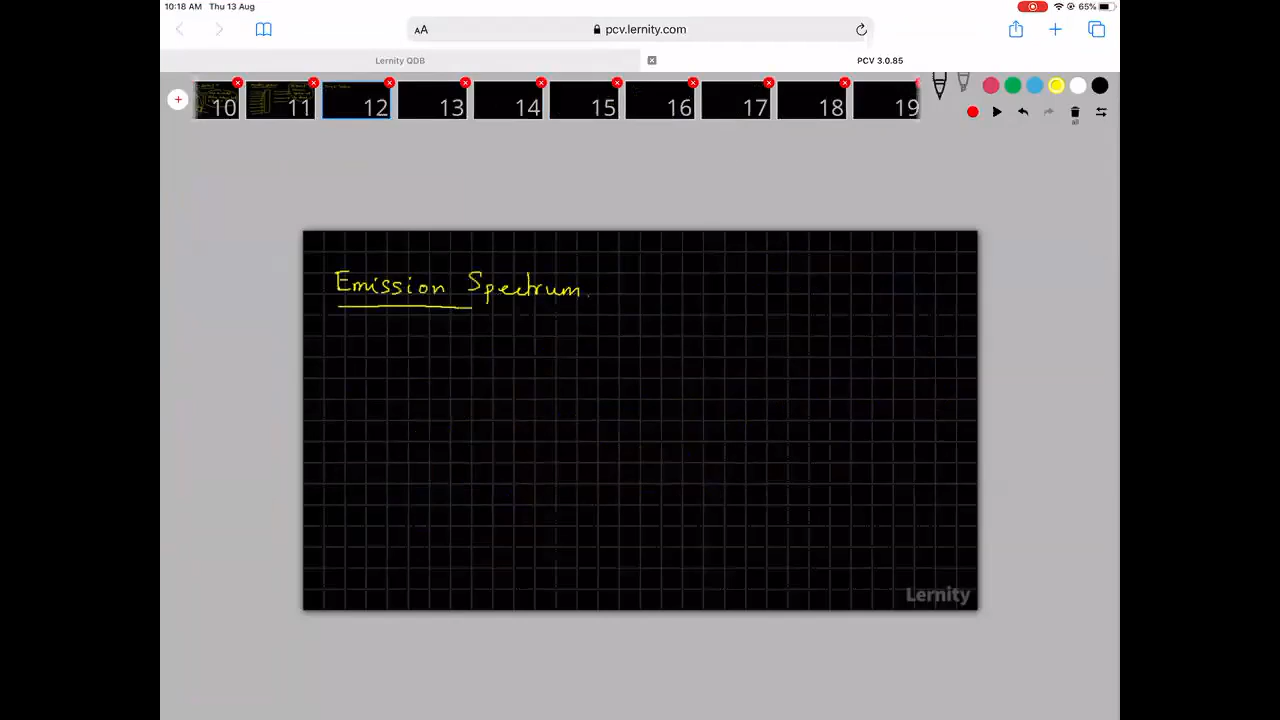 10:18 AM Thu 13 Aug
65%
AA
pcv.lernity.com
Lernity QDB
PCV 3.0.85
10
11
12
13
14
15
16
17
18
19
all
Emission Spectrum.
Lernity